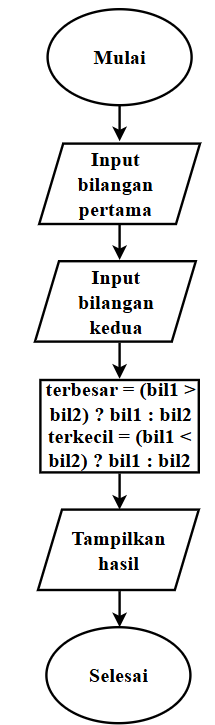 Mulai
Input
bilangan
pertama
Input
bilangan
kedua
terbesar = (bil1 >
bil2) ? bil1 : bil2
terkecil = (bil1 <
bil2) ? bil1 : bil2
Tampilkan
hasil
Selesai